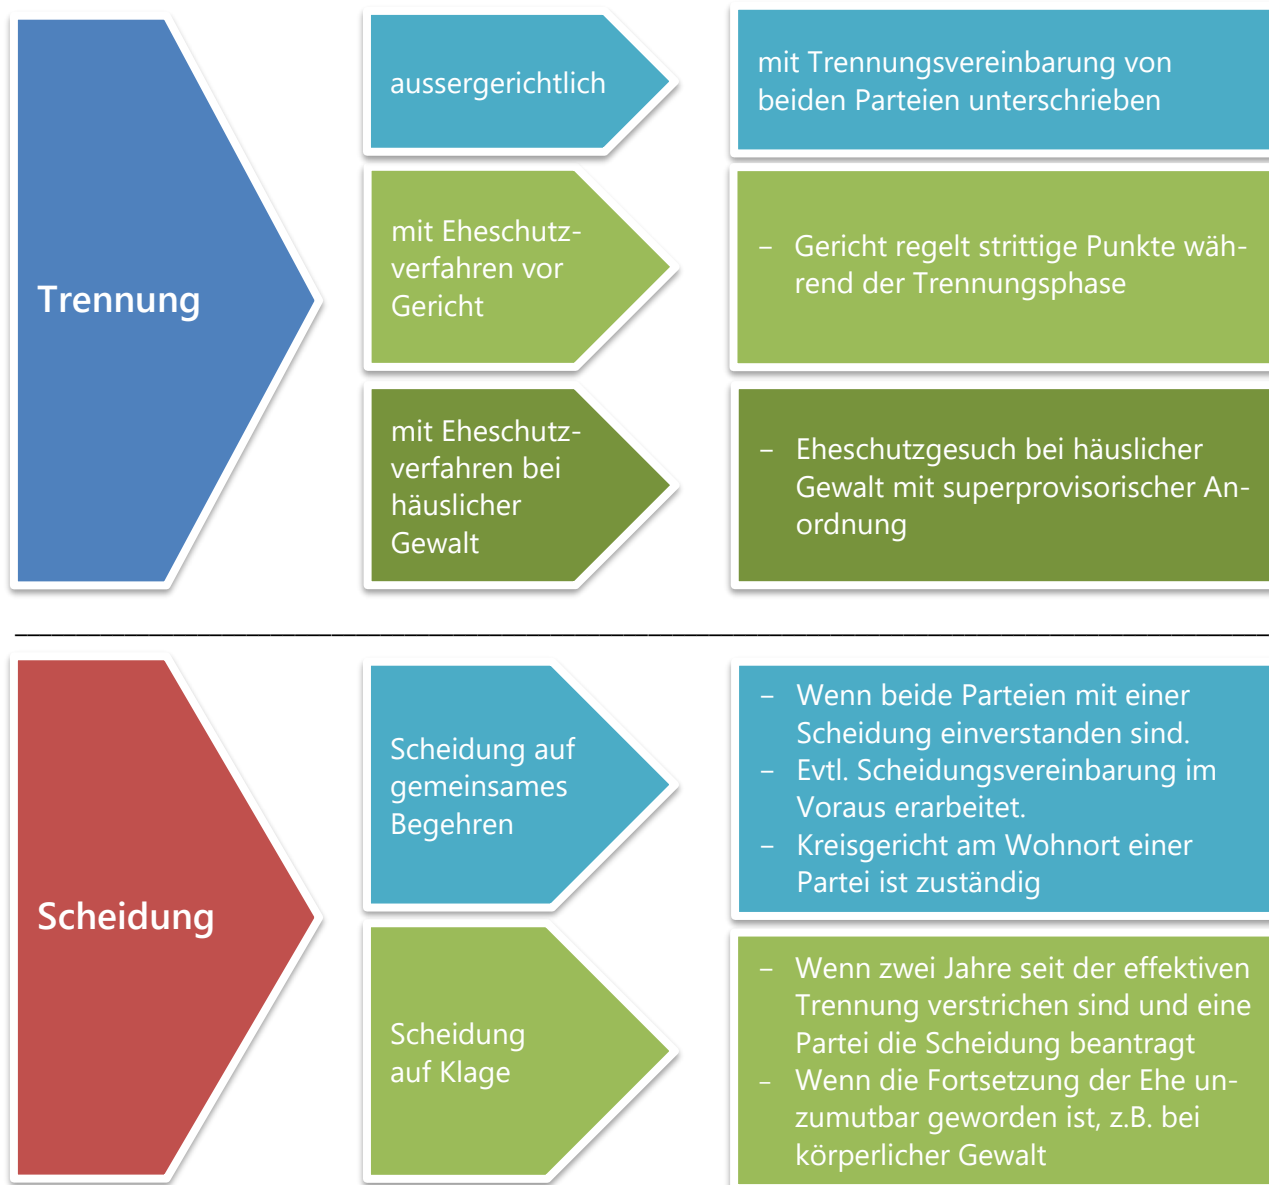 Trennung
aussergerichtlich
mit Trennungsvereinbarung von
beiden Parteien unterschrieben
mit Eheschutz-
verfahren vor
Gericht
– Gericht regelt strittige Punkte wäh-
rend der Trennungsphase
mit Eheschutz-
verfahren bei
häuslicher
Gewalt
– Eheschutzgesuch bei häuslicher
Gewalt mit superprovisorischer An-
ordnung
Scheidung
Scheidung auf
gemeinsames
Begehren
– Wenn beide Parteien mit einer
Scheidung einverstanden sind.
– Evtl. Scheidungsvereinbarung im
Voraus erarbeitet.
– Kreisgericht am Wohnort einer
Partei ist zuständig
Scheidung
auf Klage
– Wenn zwei Jahre seit der effektiven
Trennung verstrichen sind und eine
Partei die Scheidung beantragt
– Wenn die Fortsetzung der Ehe un-
zumutbar geworden ist, z.B. bei
körperlicher Gewalt